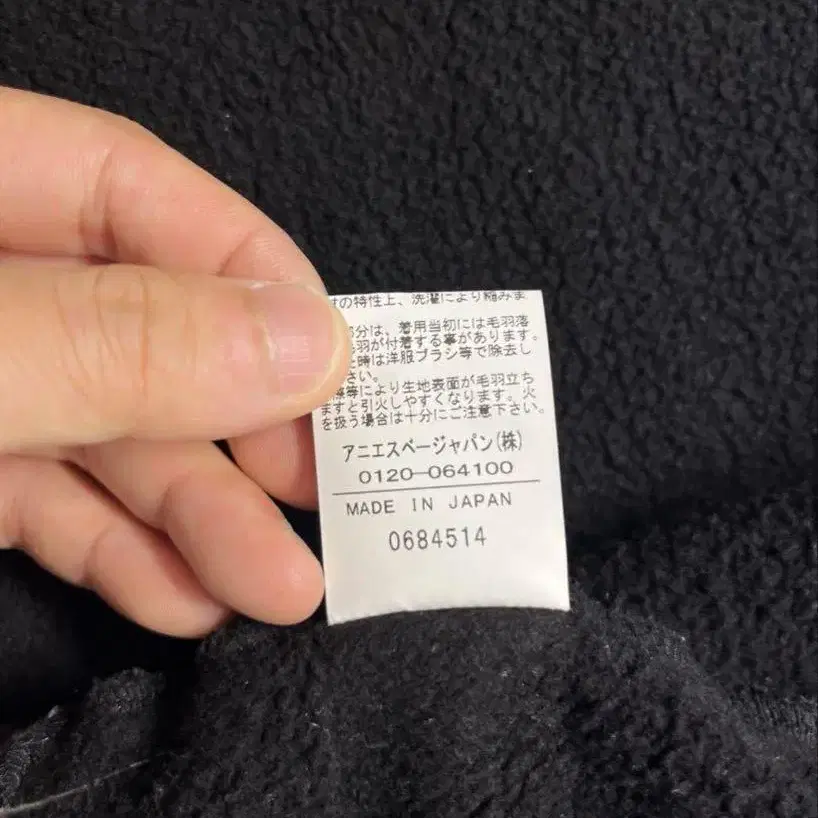 の特性上、洗濯により縮みま
分は、着用当初には毛羽落
毛羽が付着する事があります。
時は洋服ブラシ等で除去し
さい。
擦等により生地表面が毛羽立ち
ますと引火しやすくなります。火
を扱う場合は十分にご注意下さい。
アニエスベージャパン(株)
0120-064100
MADE IN JAPAN
0684514